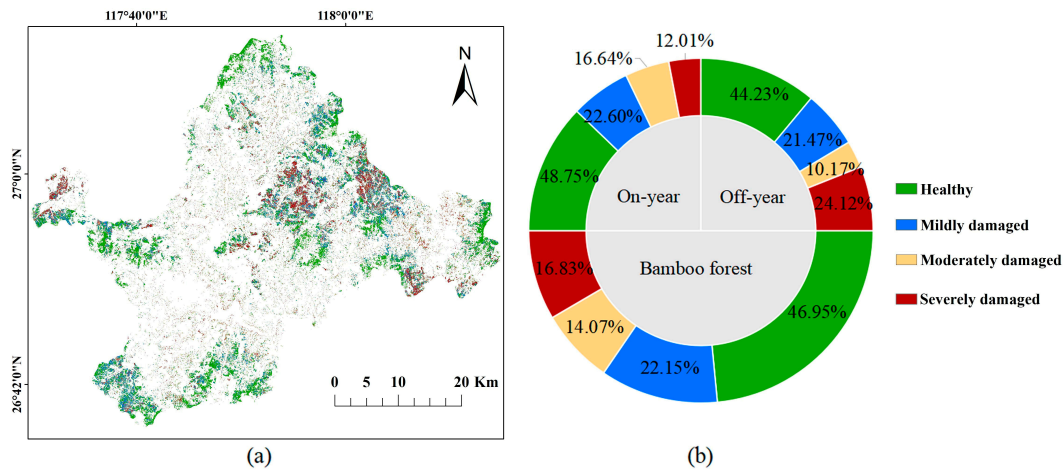 117°40'0"E
118°0'0"E
N
27°0'0"N
26°42'0"N
0 5 10 20 Km
(a)
16.64%
12.01%
22.60%
44.23%
21.47%
48.75%
10.17%
24.12%
On-year
Off-year
Bamboo forest
16.83%
46.95%
14.07%
22.15%
Healthy
Mildly damaged
Moderately damaged
Severely damaged
(b)